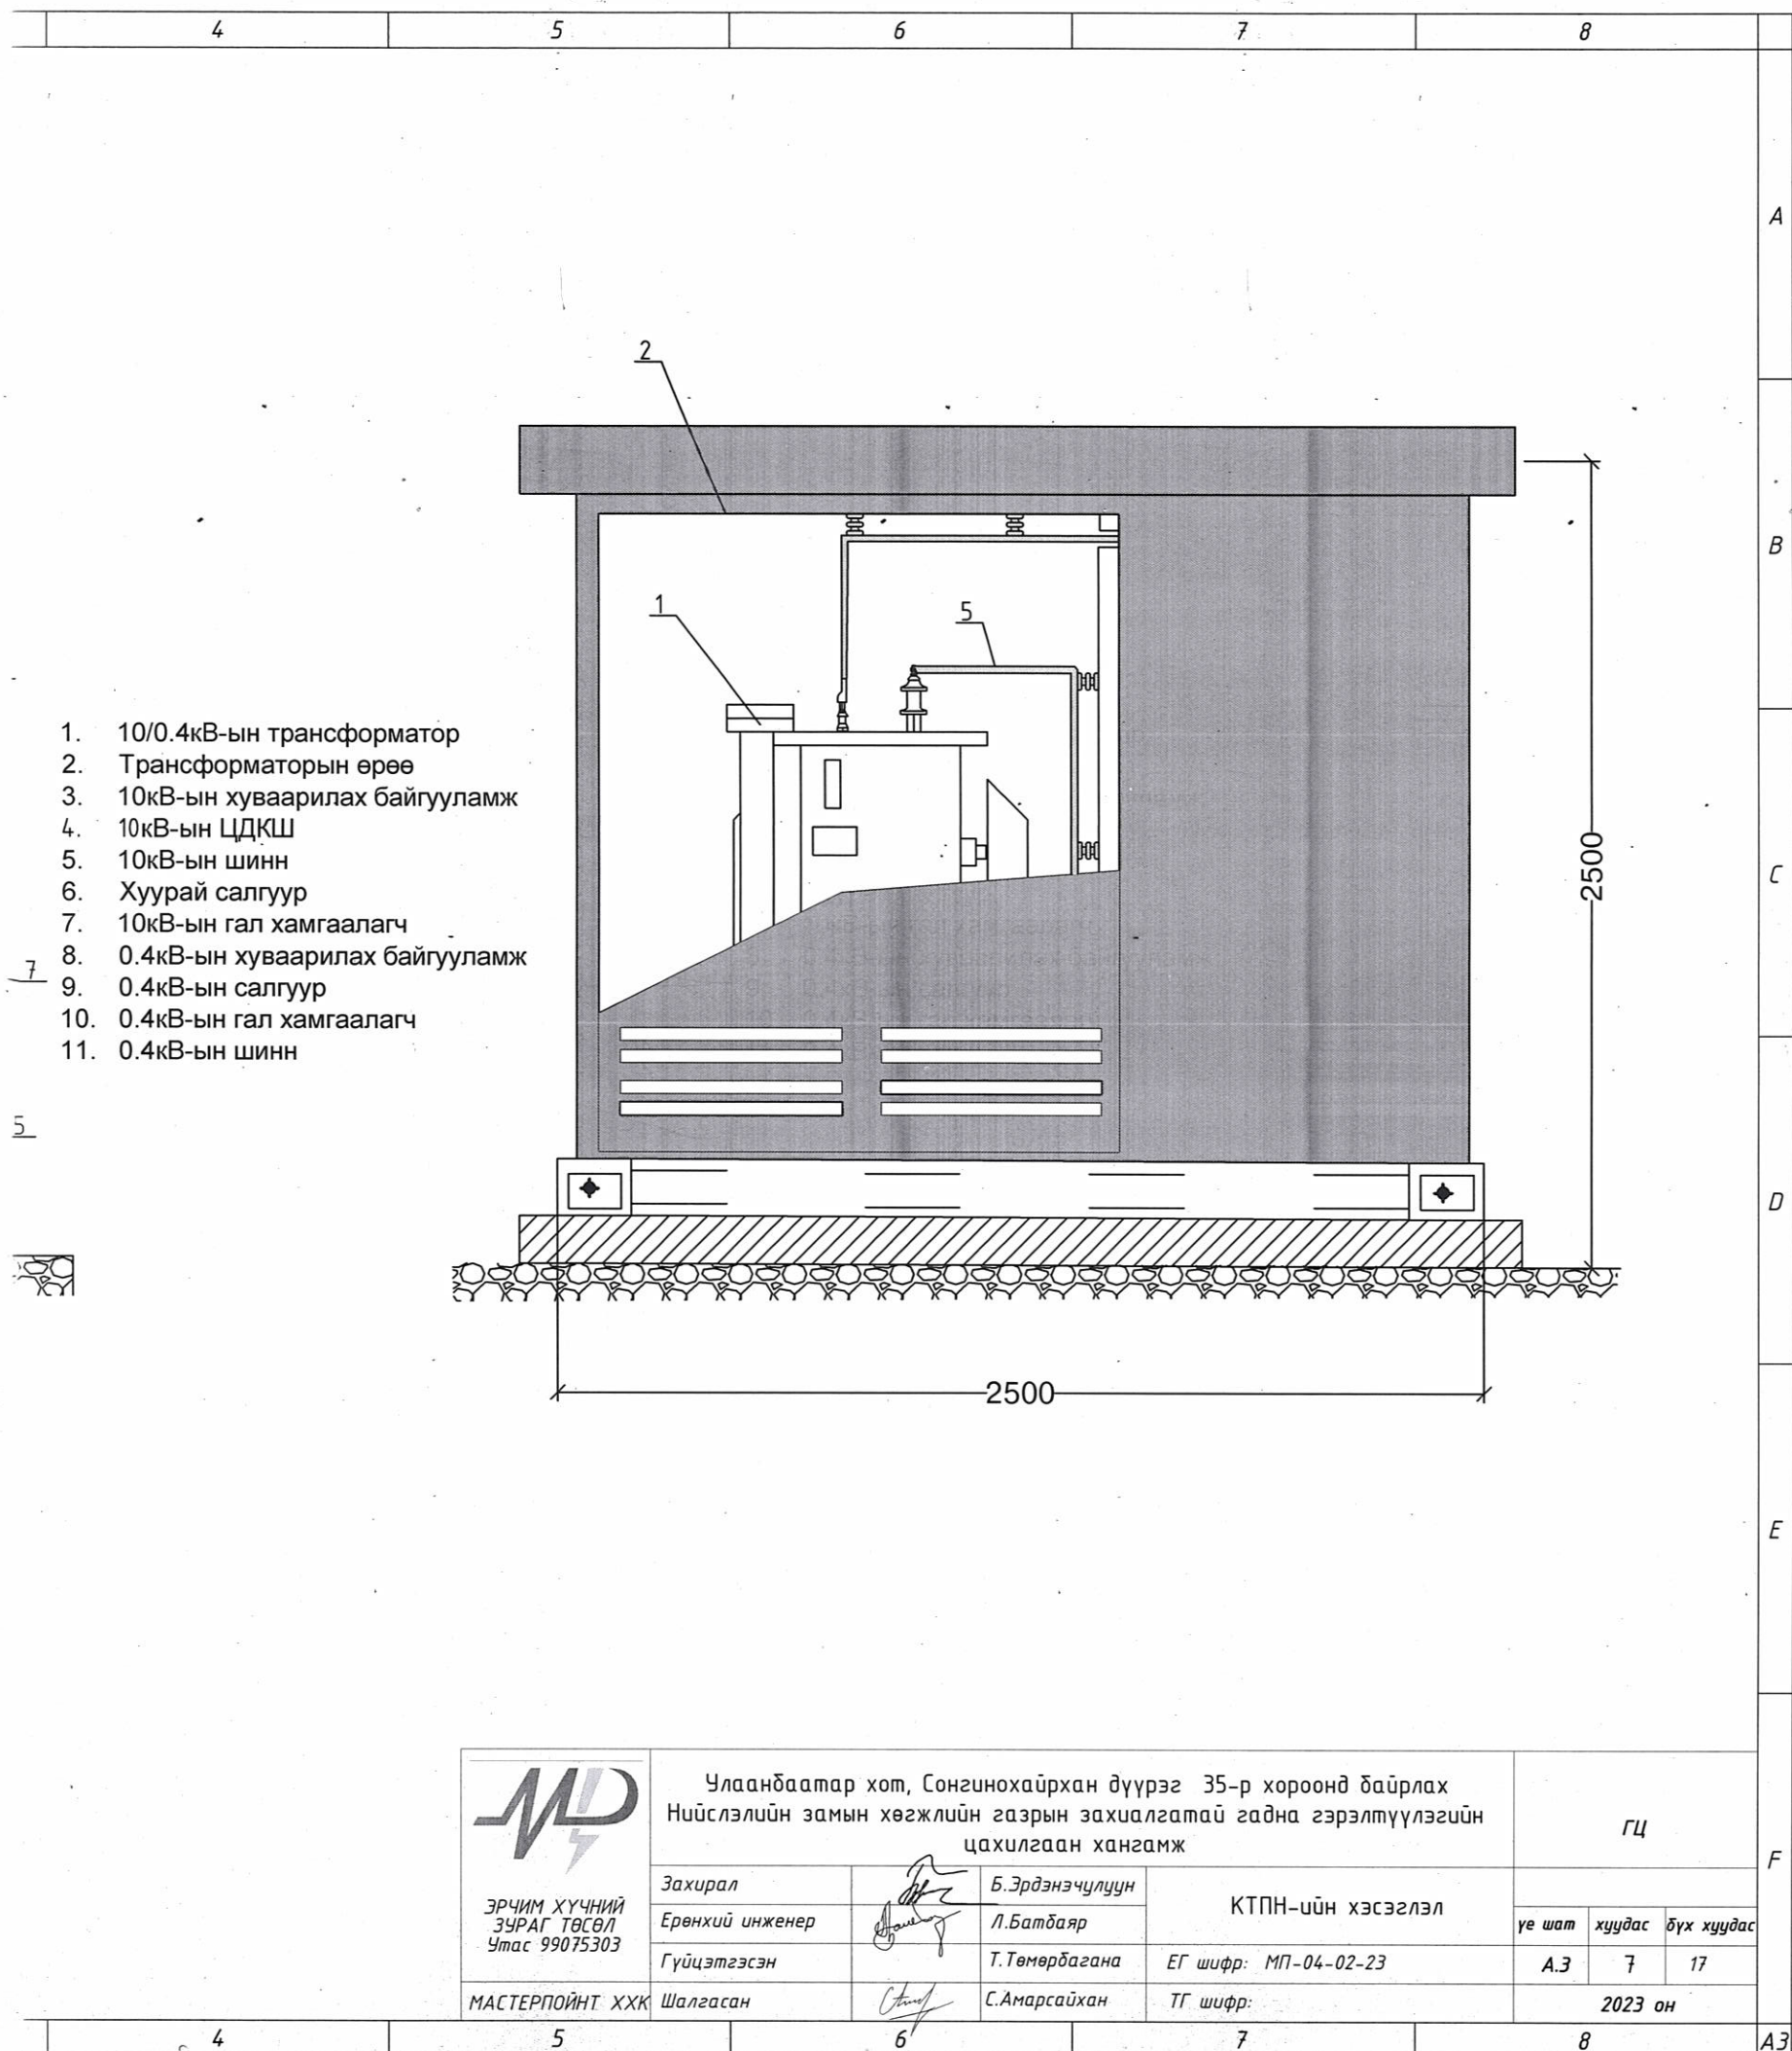 4 5 6 7 8
A
2
B
1
5
1. 10/0.4кВ-ын трансформатор
2. Трансформаторын өрөө
3. 10кВ-ын хуваарилах байгууламж
4. 10кВ-ын ЦДКШ
5. 10кВ-ын шинн
6. Хуурай салгуур
7. 10кВ-ын гал хамгаалагч
8. 0.4кВ-ын хуваарилах байгууламж
9. 0.4кВ-ын салгуур
10. 0.4кВ-ын гал хамгаалагч
11. 0.4кВ-ын шинн
2500
C
7
5
D
2500
E
Улаанбаатар хот, Сонгинохайрхан дүүрэг 35-р хороонд байрлах
Нийслэлийн замын хөгжлийн газрын захиалгатай гадна гэрэлтүүлэгийн
цахилгаан хангамж
ГЦ
F
ЭРЧИМ ХҮЧНИЙ
ЗУРАГ ТӨСӨЛ
Утас 99075303
МАСТЕРПОЙНТ ХХК
Захирал Б.Эрдэнэчулуун
Ерөнхий инженер Л.Батбаяр
Гүйцэтгэсэн Т.Төмөрбагана
Шалгасан С.Амарсайхан
КТПН-ийн хэсэглэл
ЕГ шифр: МП-04-02-23
ТГ шифр:
үе шат хуудас бүх хуудас
А.З 7 17
2023 он
4 5 6 7 8 A3